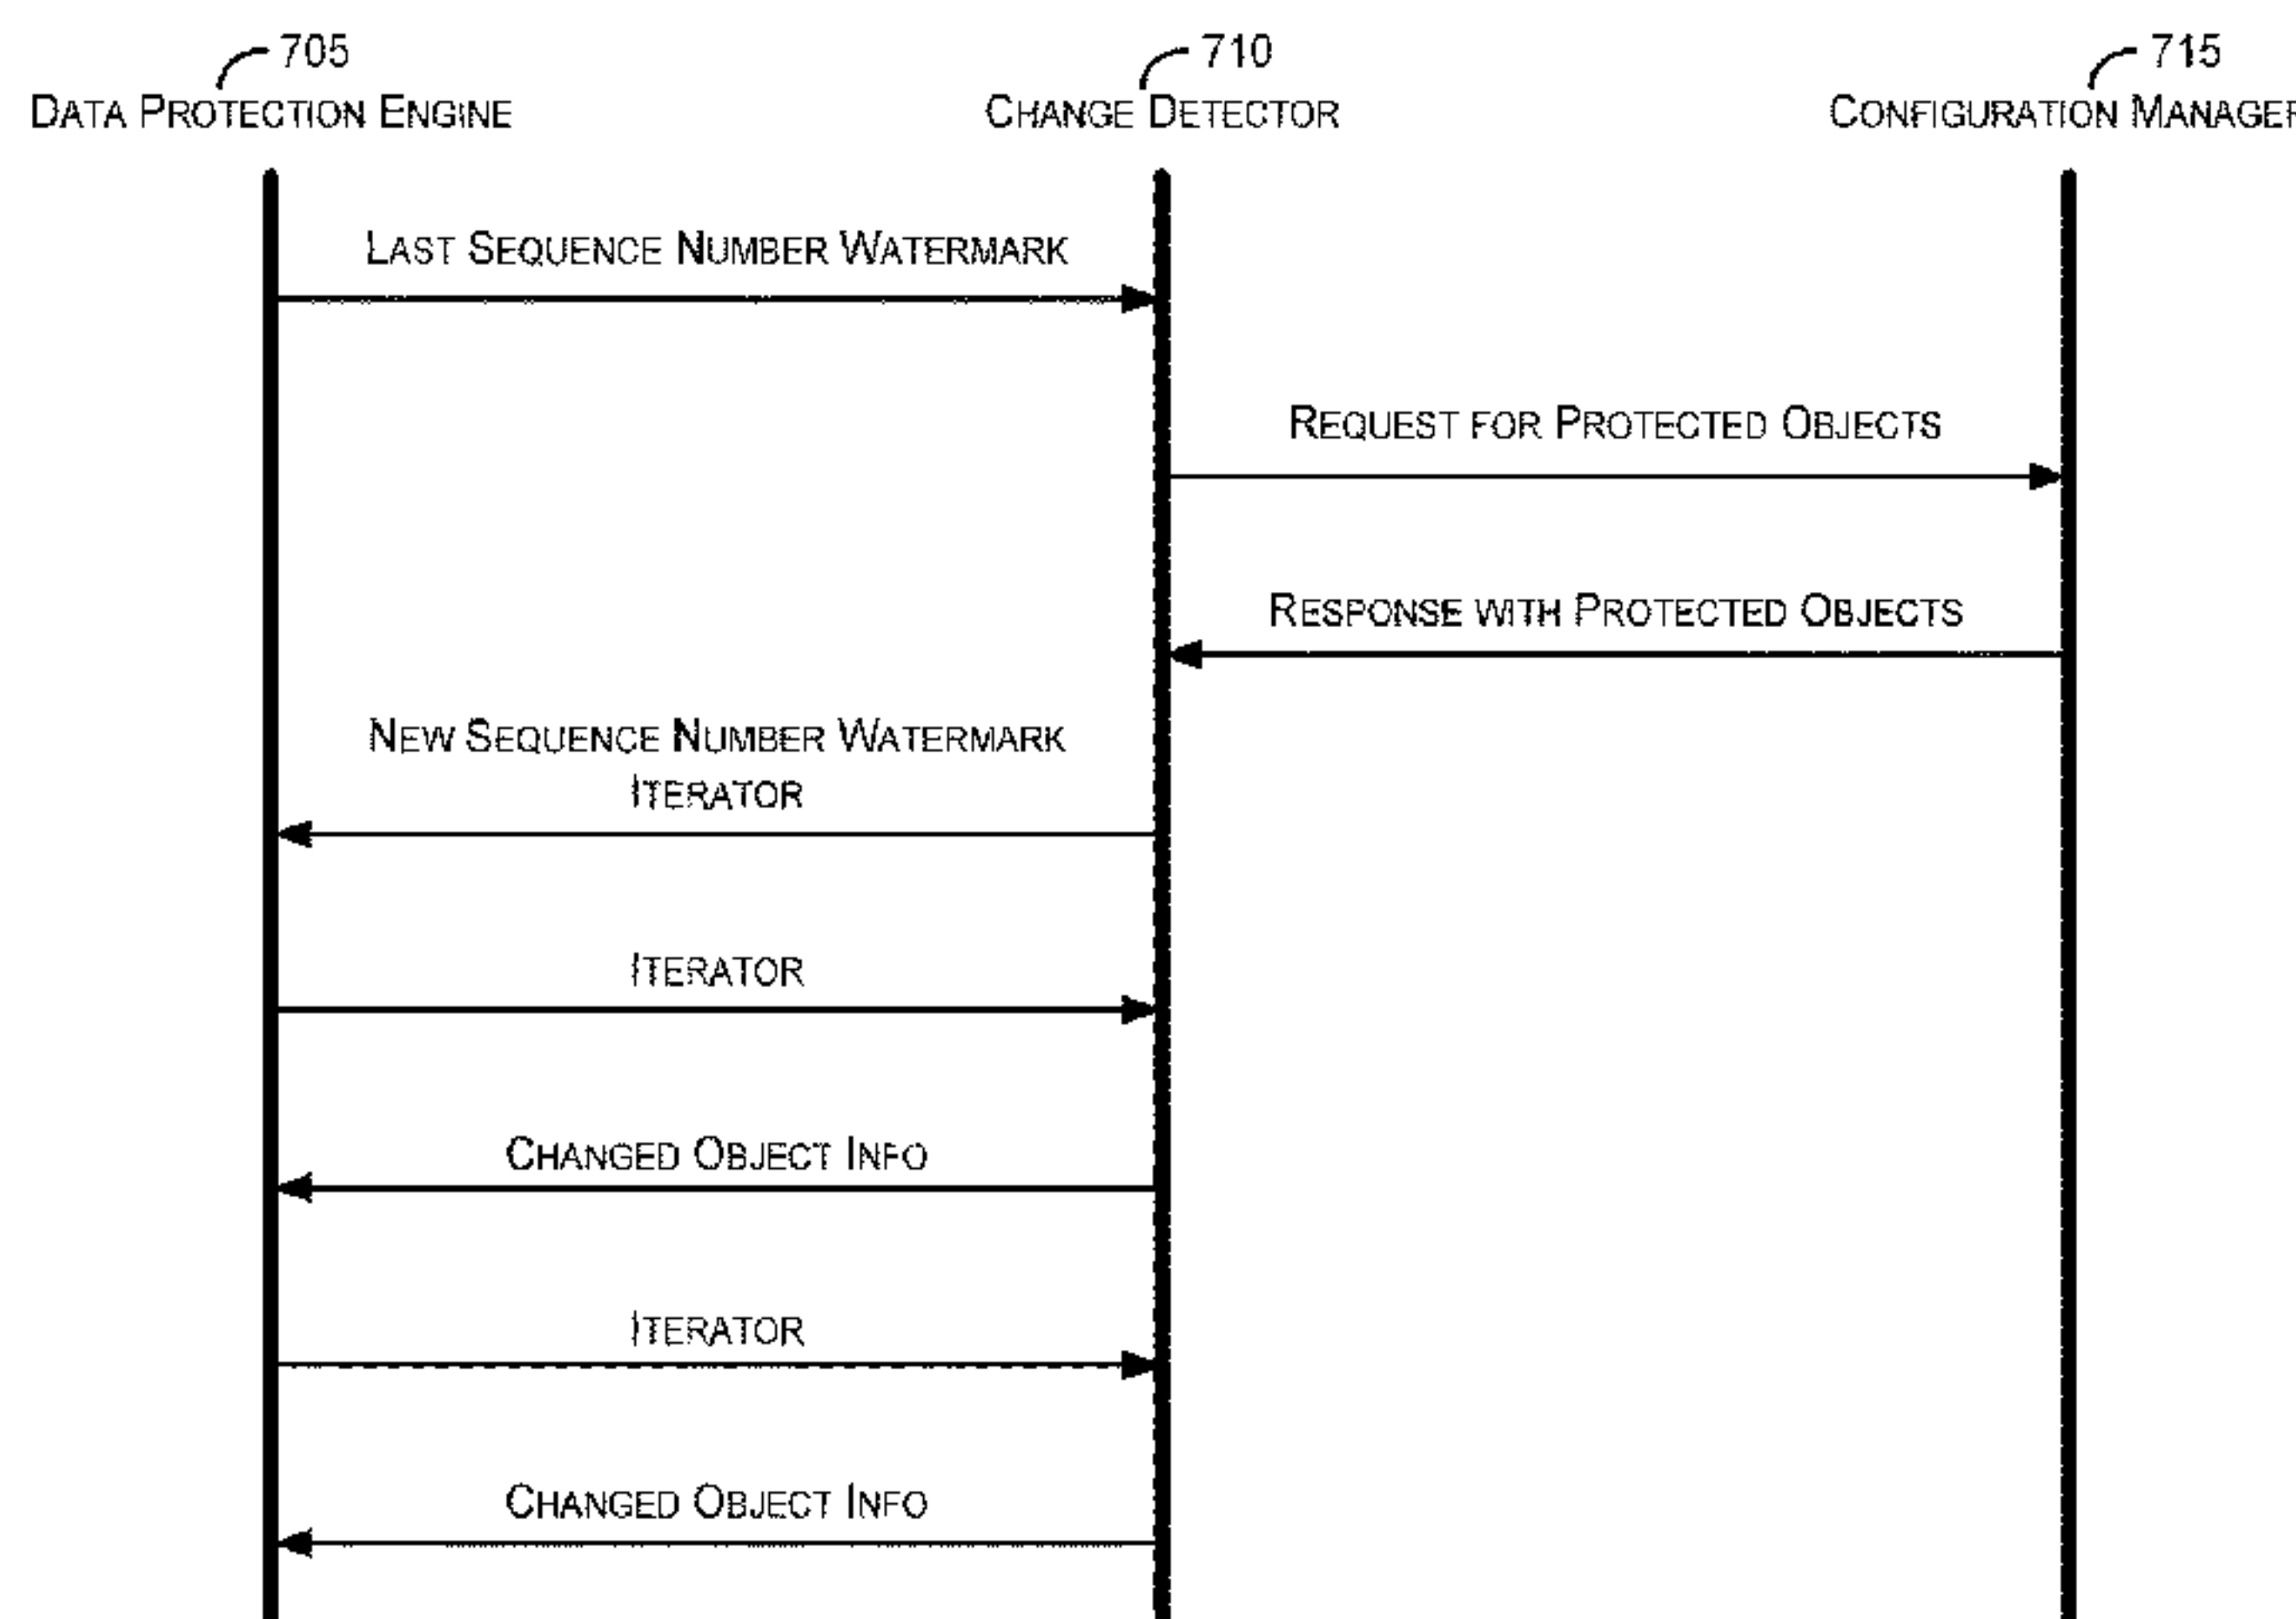 705
710
715
DATA PROTECTION ENGINE
CHANGE DETECTOR
CONFIGURATION MANAGER
LAST SEQUENCE NUMBER WATERMARK
REQUEST FOR PROTECTED OBJECTS
RESPONSE WITH PROTECTED OBJECTS
NEW SEQUENCE NUMBER WATERMARK
ITERATOR
ITERATOR
CHANGED OBJECT INFO
ITERATOR
CHANGED OBJECT INFO